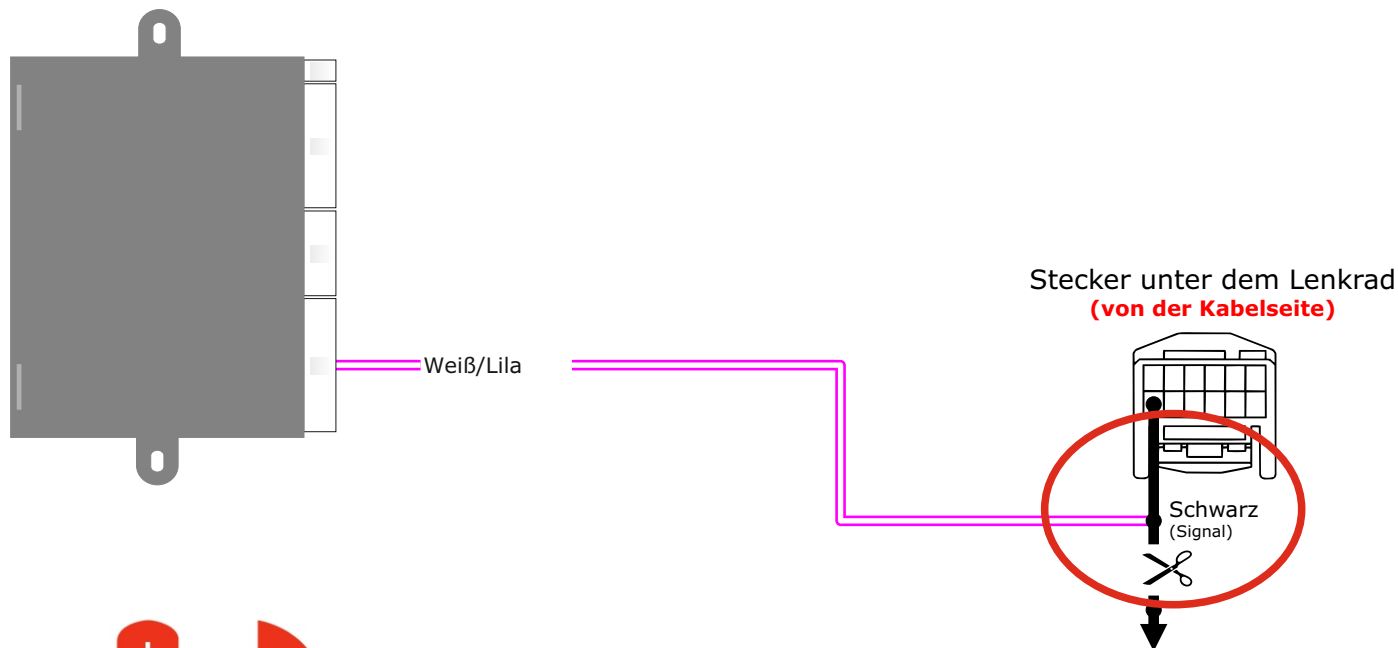 Stecker unter dem Lenkrad
(von der Kabelseite)
Weiß/Lila
Schwarz
(Signal)